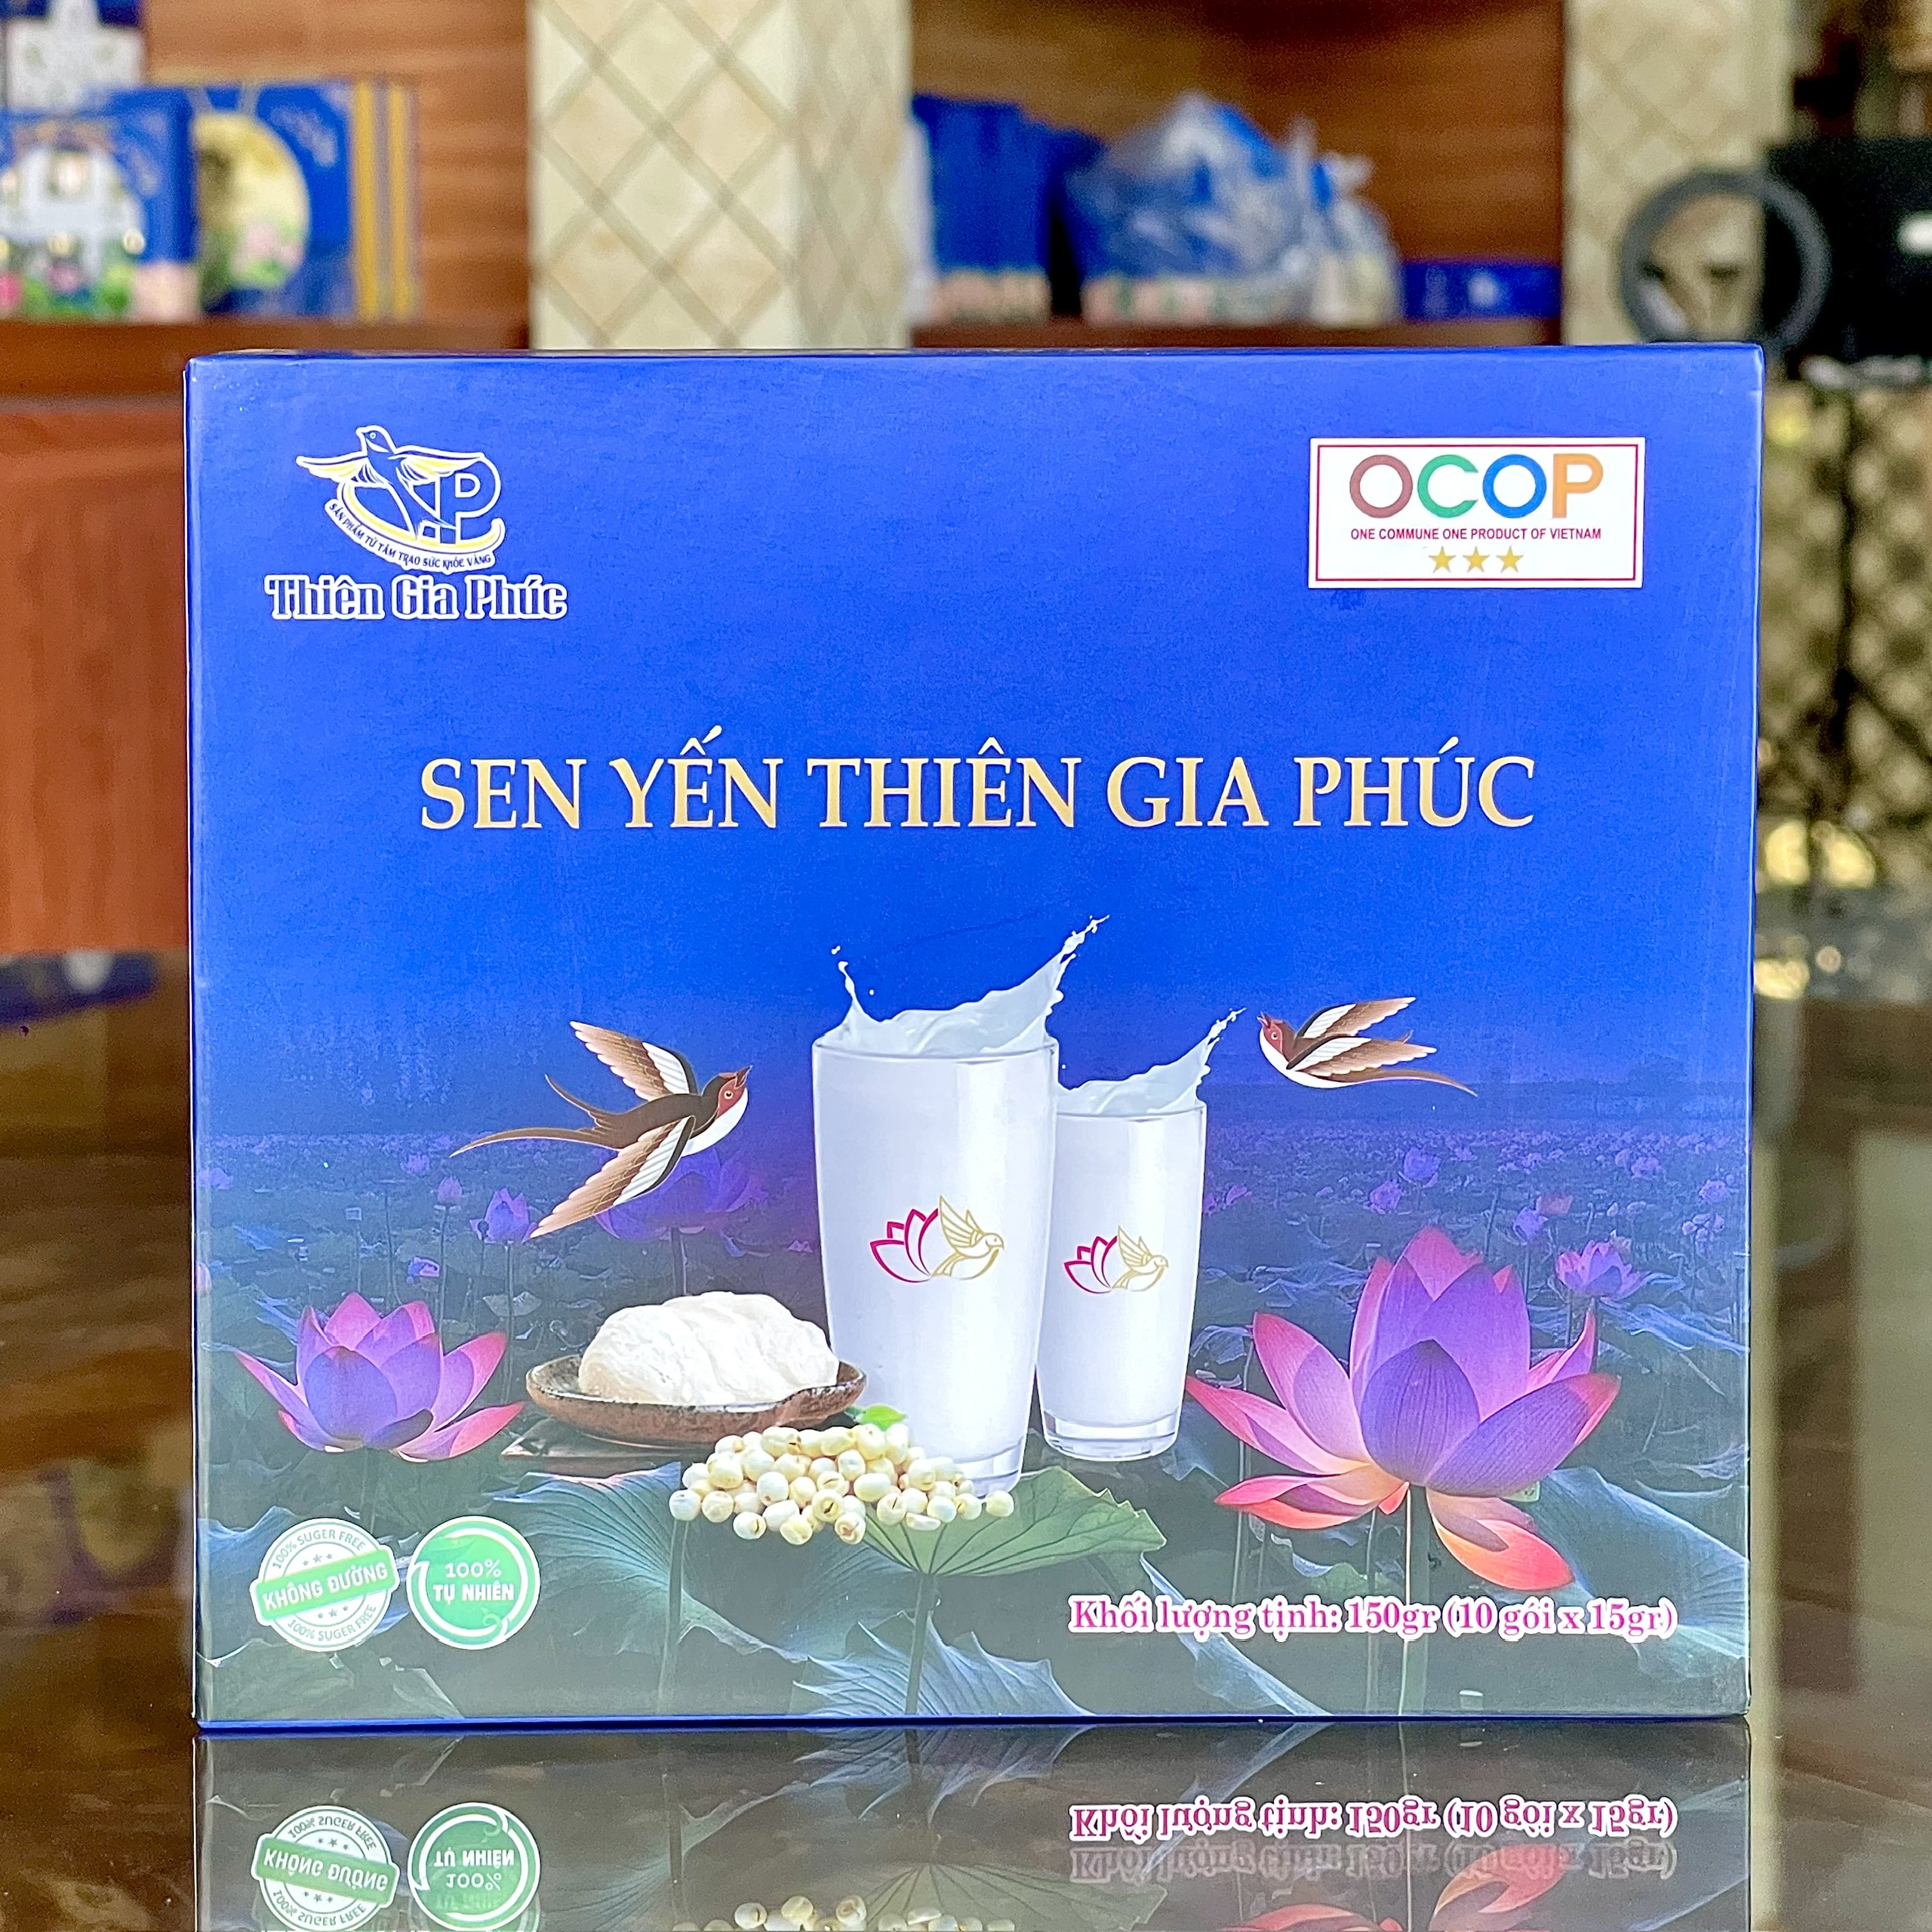 SẢN PHẨM TỪ TÂM TRAO SỨC KHỎE VÀNG
Thiên Gia Phúc
OCOP
ONE COMMUNE ONE PRODUCT OF VIETNAM
SEN YẾN THIÊN GIA PHÚC
100% SUGER FREE
KHÔNG ĐƯỜNG
100% SUGER FREE
100%
TỰ NHIÊN
Khối lượng tịnh: 150gr (10 gói x 15gr)